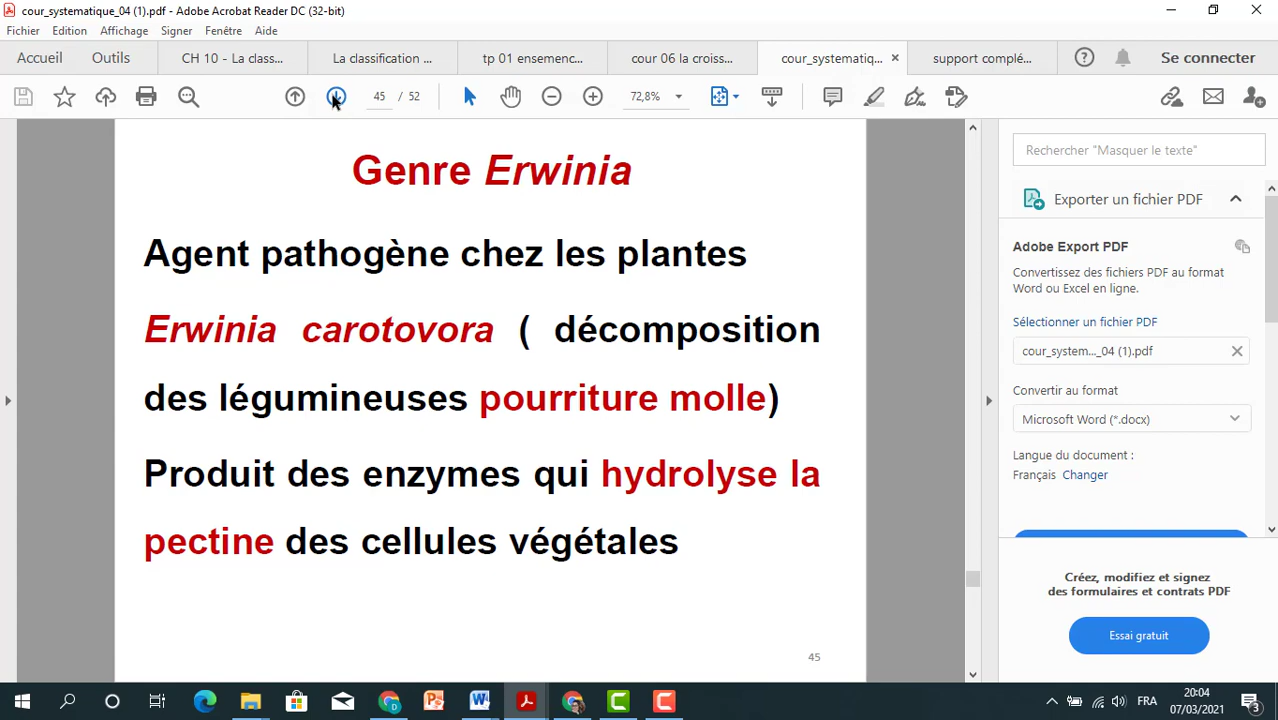 cour_systematique_04 (1).pdf - Adobe Acrobat Reader DC (32-bit)
Fichier Edition Affichage Signer Fenêtre Aide
Accueil Outils CH 10 - La classi... La classification ... tp 01 ensemenc... cour 06 la croiss... cour_systematiq... × support complé... Se connecter
45 / 52 72,8%
Genre Erwinia
Agent pathogène chez les plantes
Erwinia carotovora ( décomposition
des légumineuses pourriture molle)
Produit des enzymes qui hydrolyse la
pectine des cellules végétales
45
Rechercher "Masquer le texte"
Exporter un fichier PDF
Adobe Export PDF
Convertissez des fichiers PDF au format
Word ou Excel en ligne.
Sélectionner un fichier PDF
cour_system..._04 (1).pdf
Convertir au format
Microsoft Word (*.docx)
Langue du document :
Français Changer
Créez, modifiez et signez
des formulaires et contrats PDF
Essai gratuit
FRA
20:04
07/03/2021
3